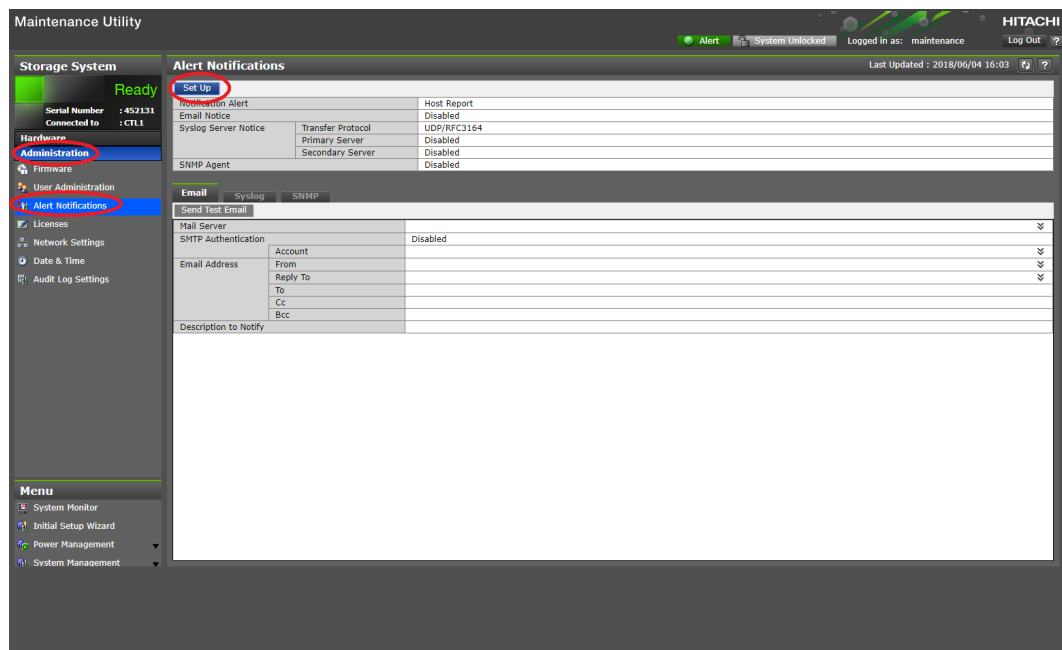 Maintenance Utility
HITACHI
Alert System Unlocked Logged in as: maintenance Log Out ?
Storage System
Ready
Serial Number : 452131
Connected to : CTL1
Hardware
Administration
Firmware
User Administration
Alert Notifications
Licenses
Network Settings
Date & Time
Audit Log Settings
Menu
System Monitor
Initial Setup Wizard
Power Management
System Management
Alert Notifications Last Updated : 2018/06/04 16:03 ?
Set Up
Notification Alert Host Report
Email Notice Disabled
Syslog Server Notice Transfer Protocol UDP/RFC3164
Primary Server Disabled
Secondary Server Disabled
SNMP Agent Disabled
Email Syslog SNMP
Send Test Email
Mail Server
SMTP Authentication Disabled
Account
Email Address From
Reply To
To
Cc
Bcc
Description to Notify